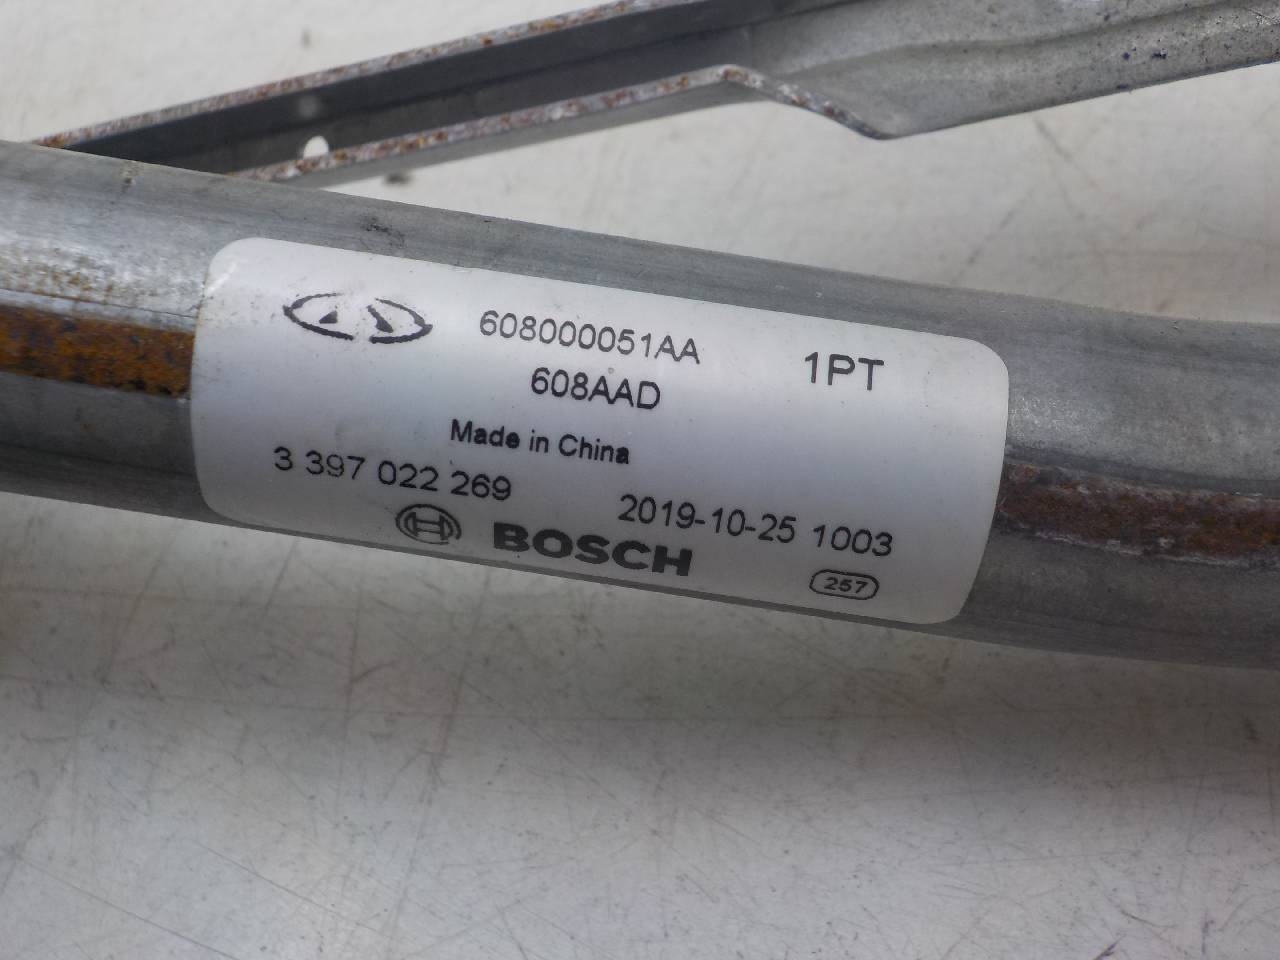 608000051AA 1PT
608AAD
Made in China
3 397 022 269 2019-10-25 1003
BOSCH
257